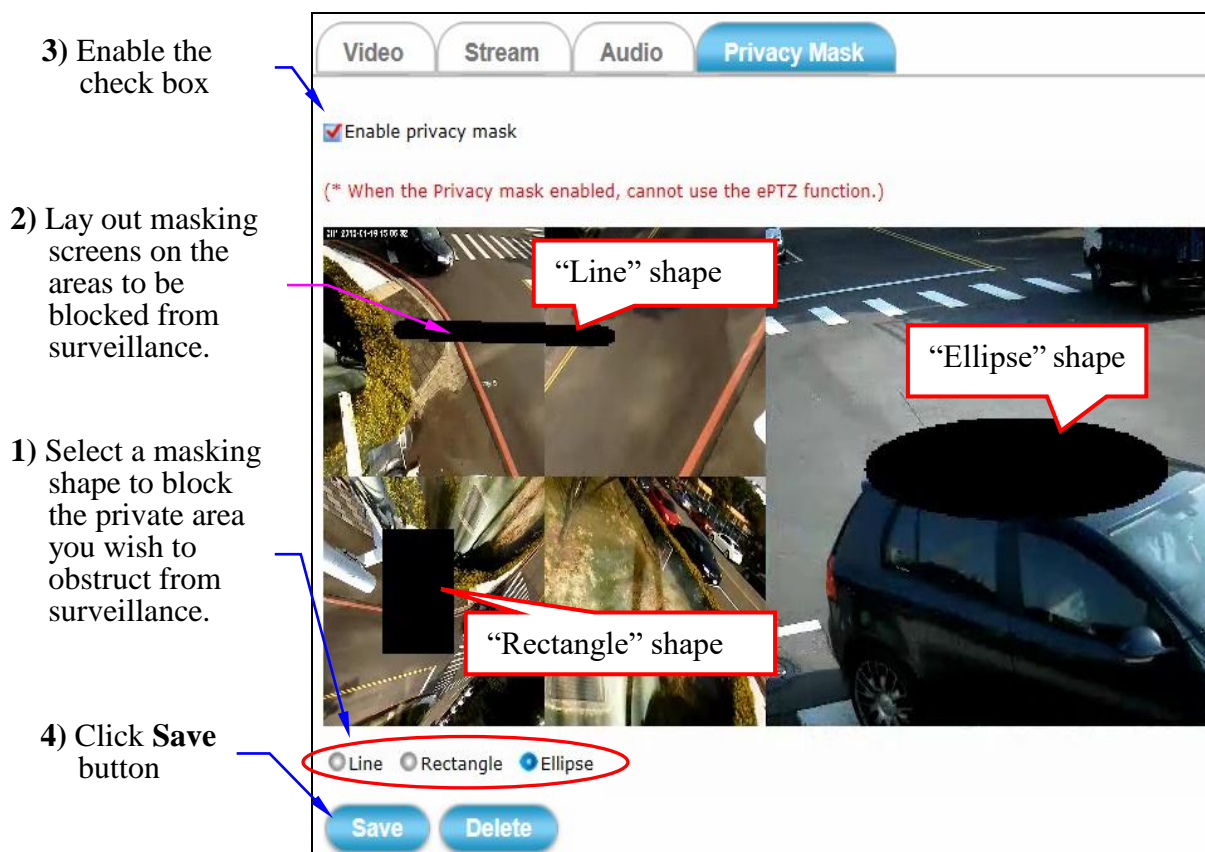 Video
Stream
Audio
Privacy Mask
3) Enable the
check box
Enable privacy mask
(* When the Privacy mask enabled, cannot use the ePTZ function.)
2) Lay out masking
screens on the
areas to be
blocked from
surveillance.
“Line” shape
“Ellipse” shape
1) Select a masking
shape to block
the private area
you wish to
obstruct from
surveillance.
“Rectangle” shape
4) Click Save
button
Line
Rectangle
Ellipse
Save
Delete